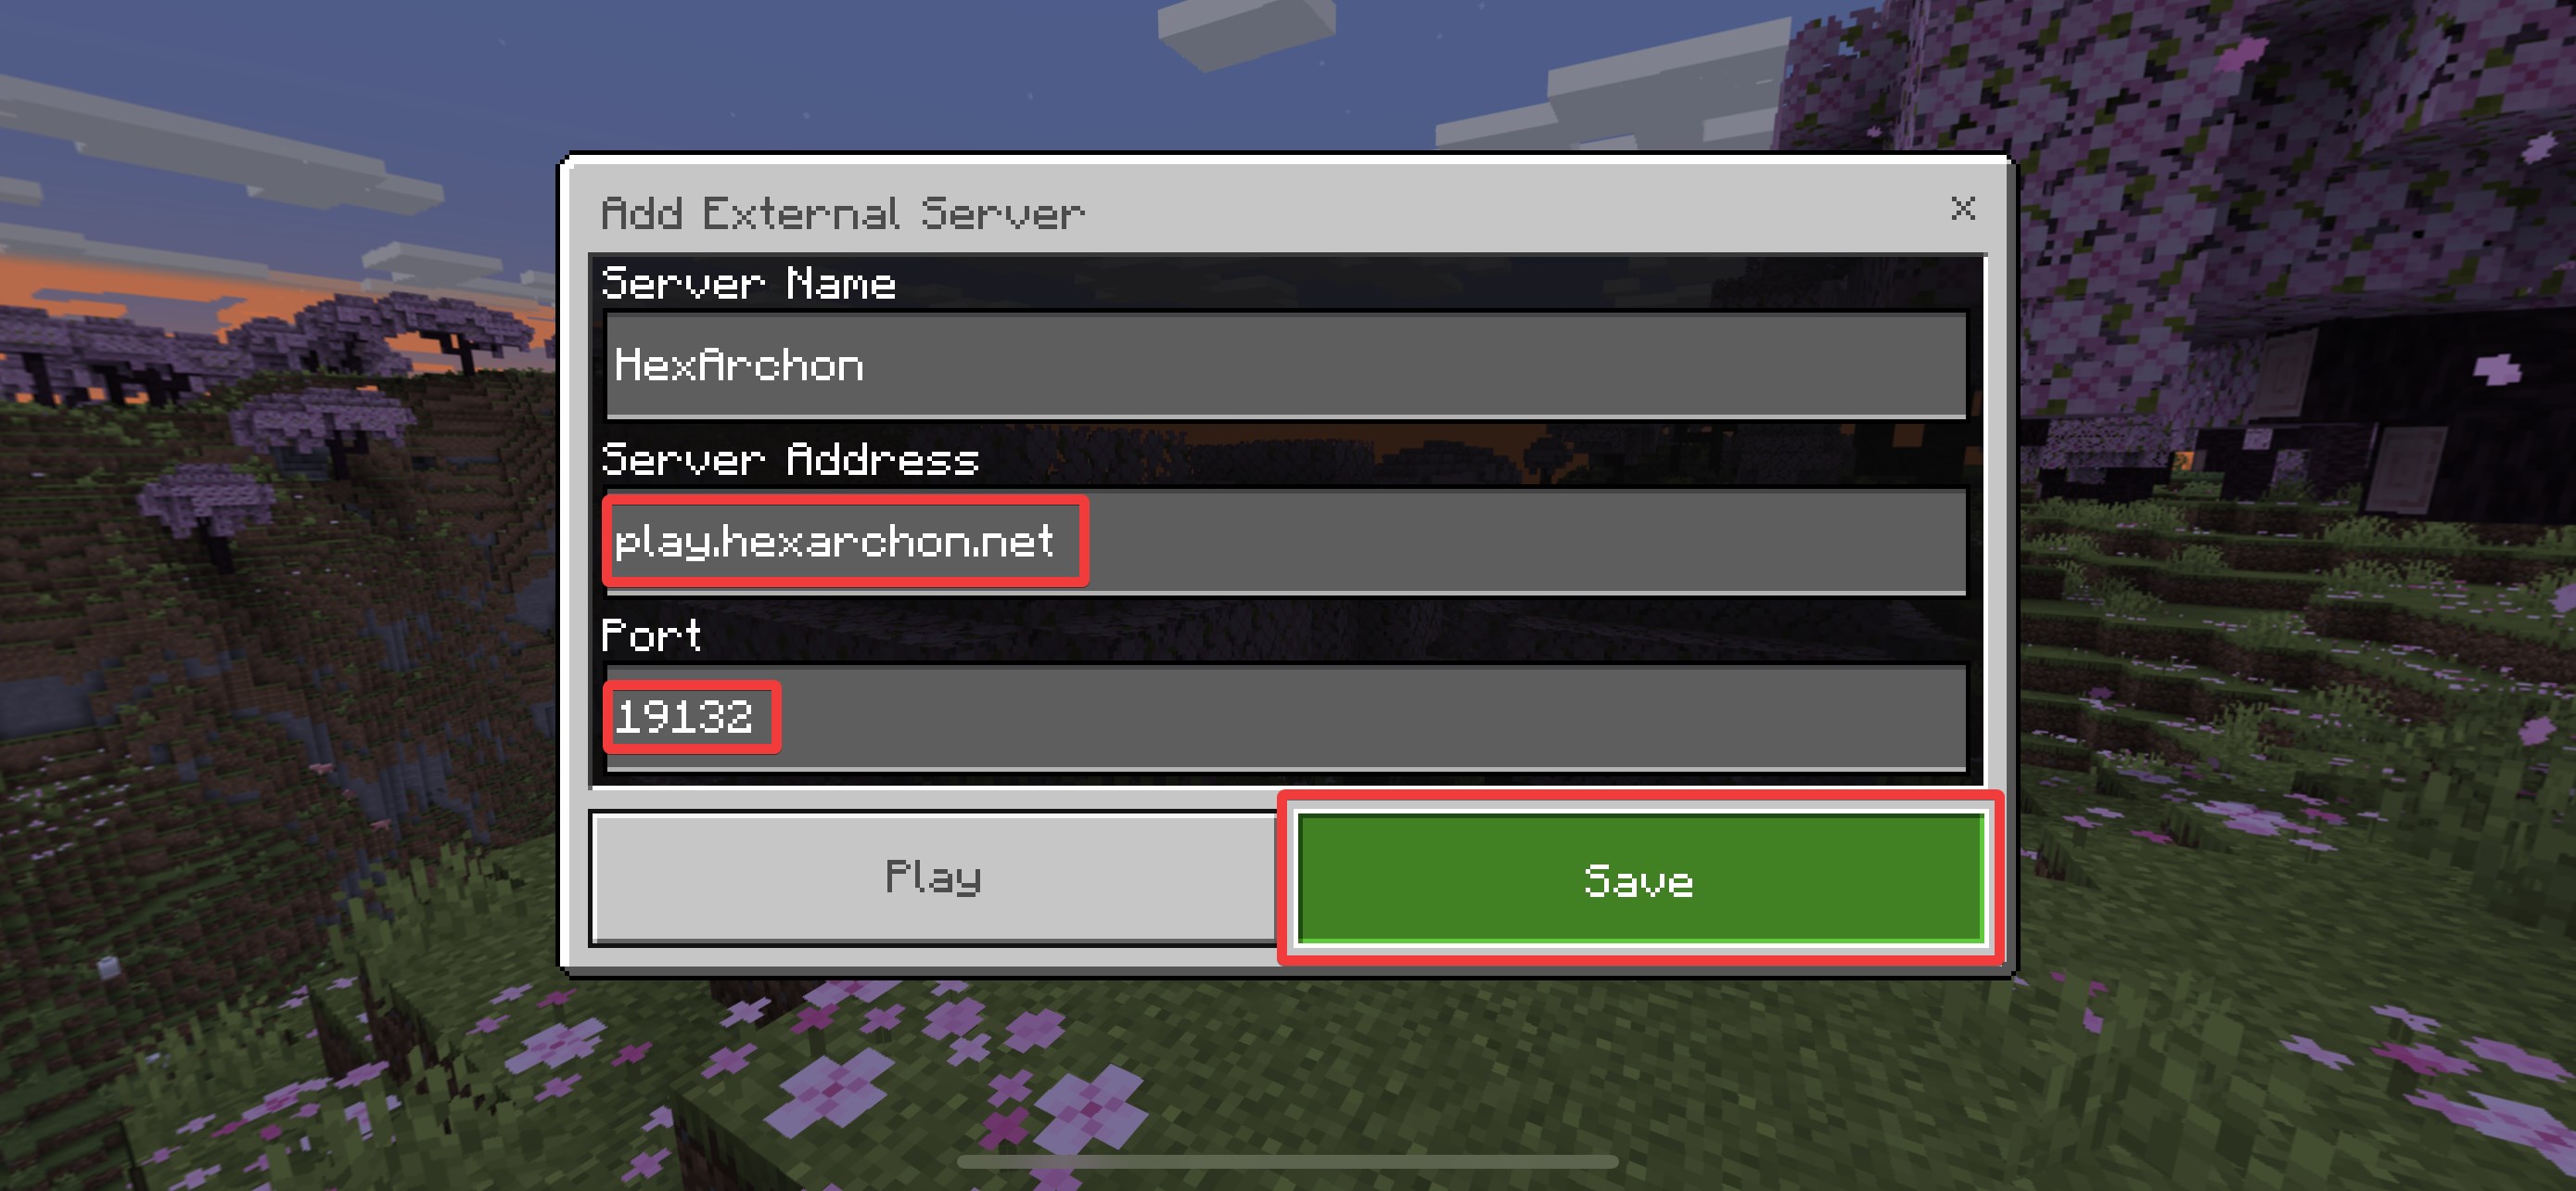 Add External Server
Server Name
HexArchon
Server Address
play.hexarchon.net
Port
19132
Play
Save